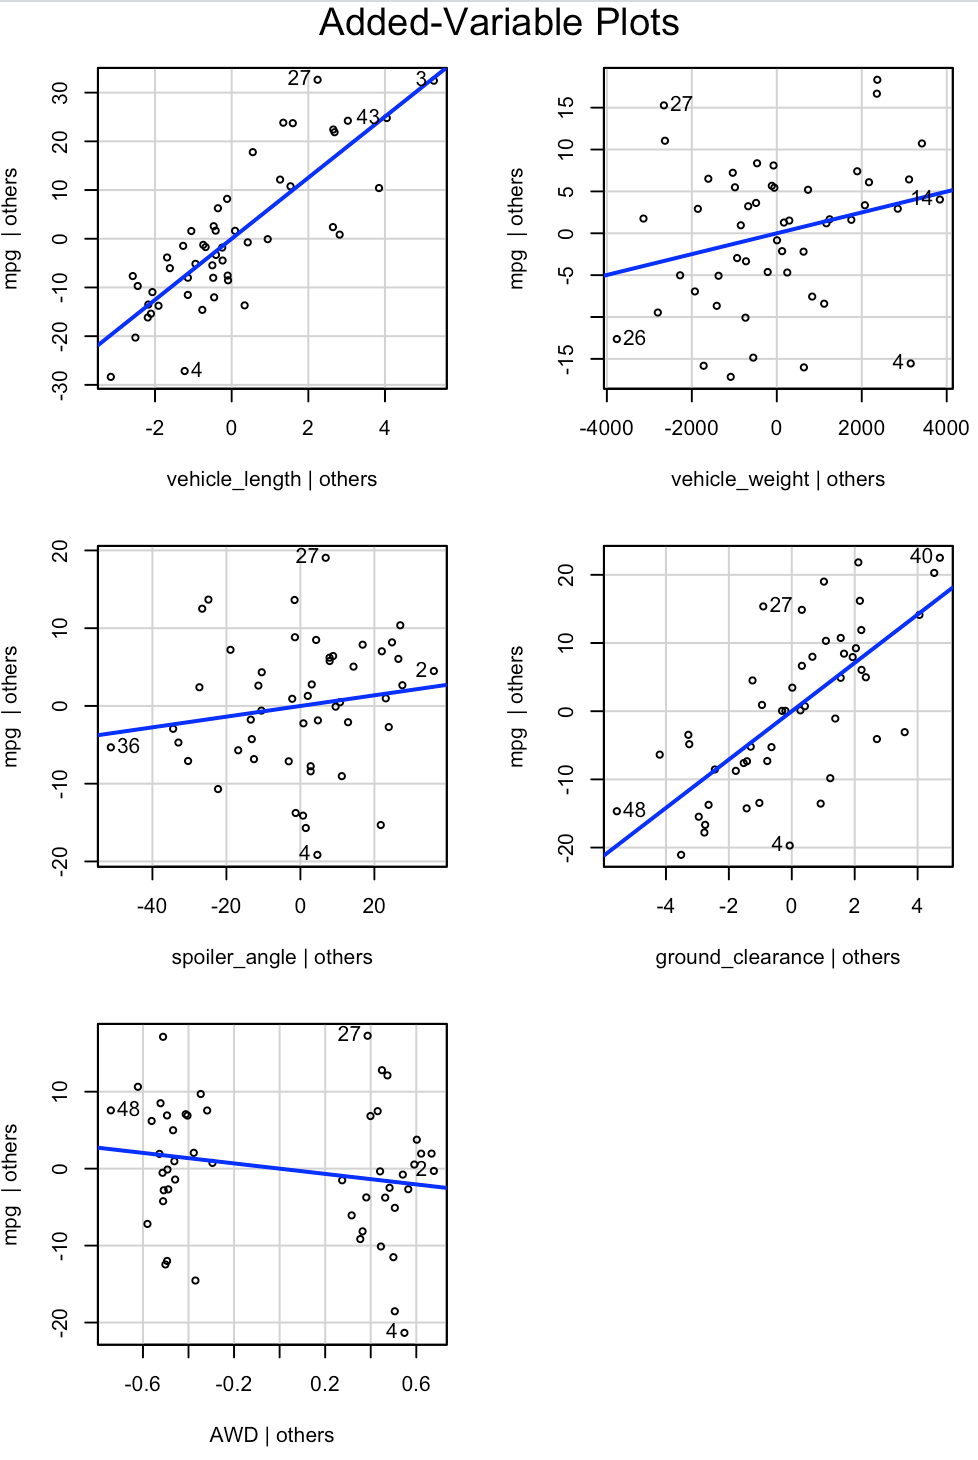 Added-Variable Plots
27 3
43
4
30
20
10
0
-10
-20
-30
mpg | others
-2 0 2 4
vehicle_length | others
27
14
26
4
15
10
5
0
-5
-15
mpg | others
-4000 -2000 0 2000 4000
vehicle_weight | others
27
2
36
4
20
10
0
-10
-20
mpg | others
-40 -20 0 20
spoiler_angle | others
40
27
48
4
20
10
0
-10
-20
mpg | others
-4 -2 0 2 4
ground_clearance | others
27
48
2
4
10
0
-10
-20
mpg | others
-0.6 -0.2 0.2 0.6
AWD | others